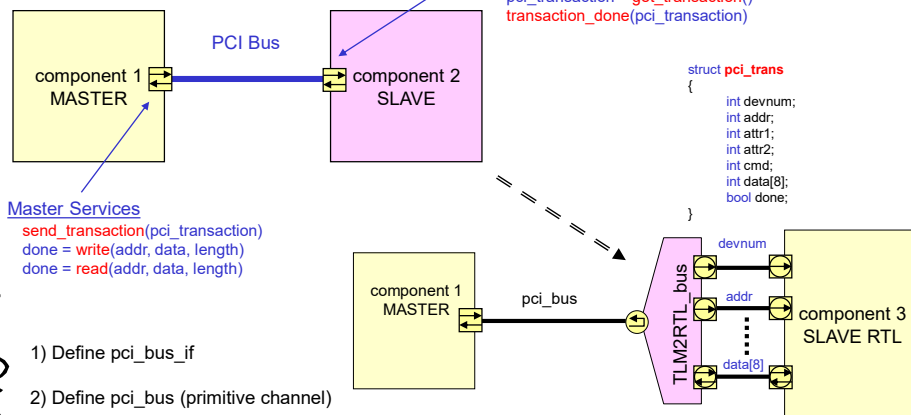 pci_transaction get_transaction()
transaction_done(pci_transaction)
PCI Bus
component 1
MASTER
component 2
SLAVE
struct pci_trans
{
int devnum;
int addr;
int attr1;
int attr2;
int cmd;
int data[8];
bool done;
}
Master Services
send_transaction(pci_transaction)
done = write(addr, data, length)
done = read(addr, data, length)
component 1
MASTER
pci_bus
TLM2RTL_bus
devnum
addr
data[8]
component 3
SLAVE RTL
1) Define pci_bus_if
2) Define pci_bus (primitive channel)